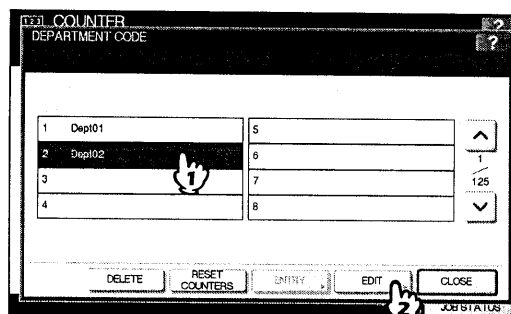 123 COUNTER ?
DEPARTMENT CODE ?
1 Dept01
2 Dept02
3
4
5
6
7
8
1
125
1
DELETE
RESET
COUNTERS
ENTRY
EDIT
CLOSE
2
JOB STATUS